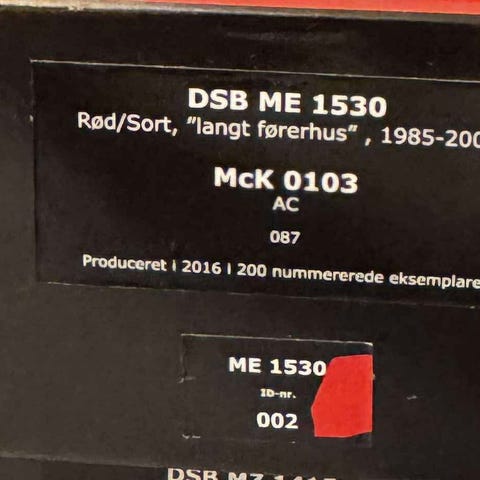 DSB ME 1530
Rød/Sort, "langt førerhus" , 1985-200
McK 0103
AC
087
Produceret i 2016 i 200 nummererede eksemplare
ME 1530
ID-nr.
002